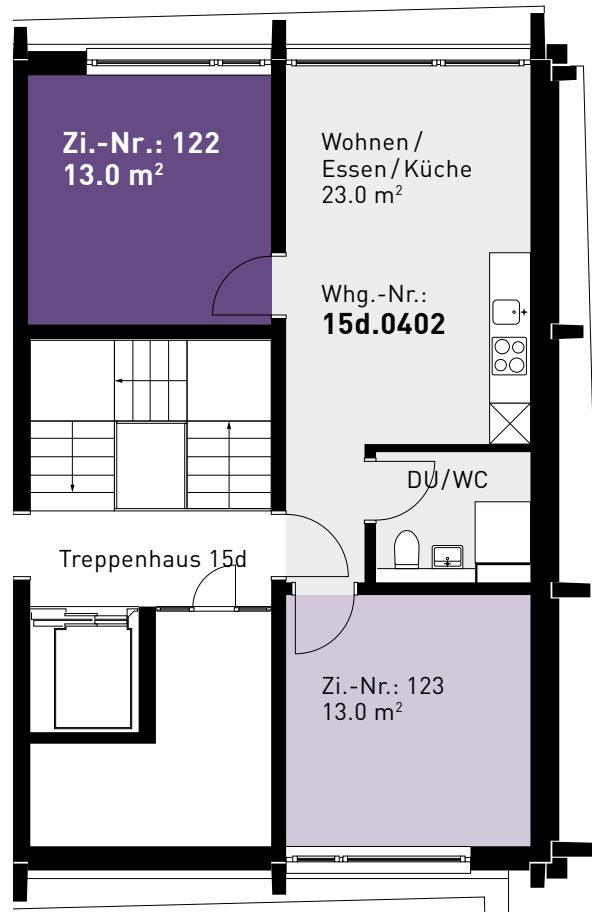 Zi.-Nr.: 122
13.0 m²
Wohnen /
Essen / Küche
23.0 m²
Whg.-Nr.:
15d.0402
DU/WC
Treppenhaus 15d
Zi.-Nr.: 123
13.0 m²